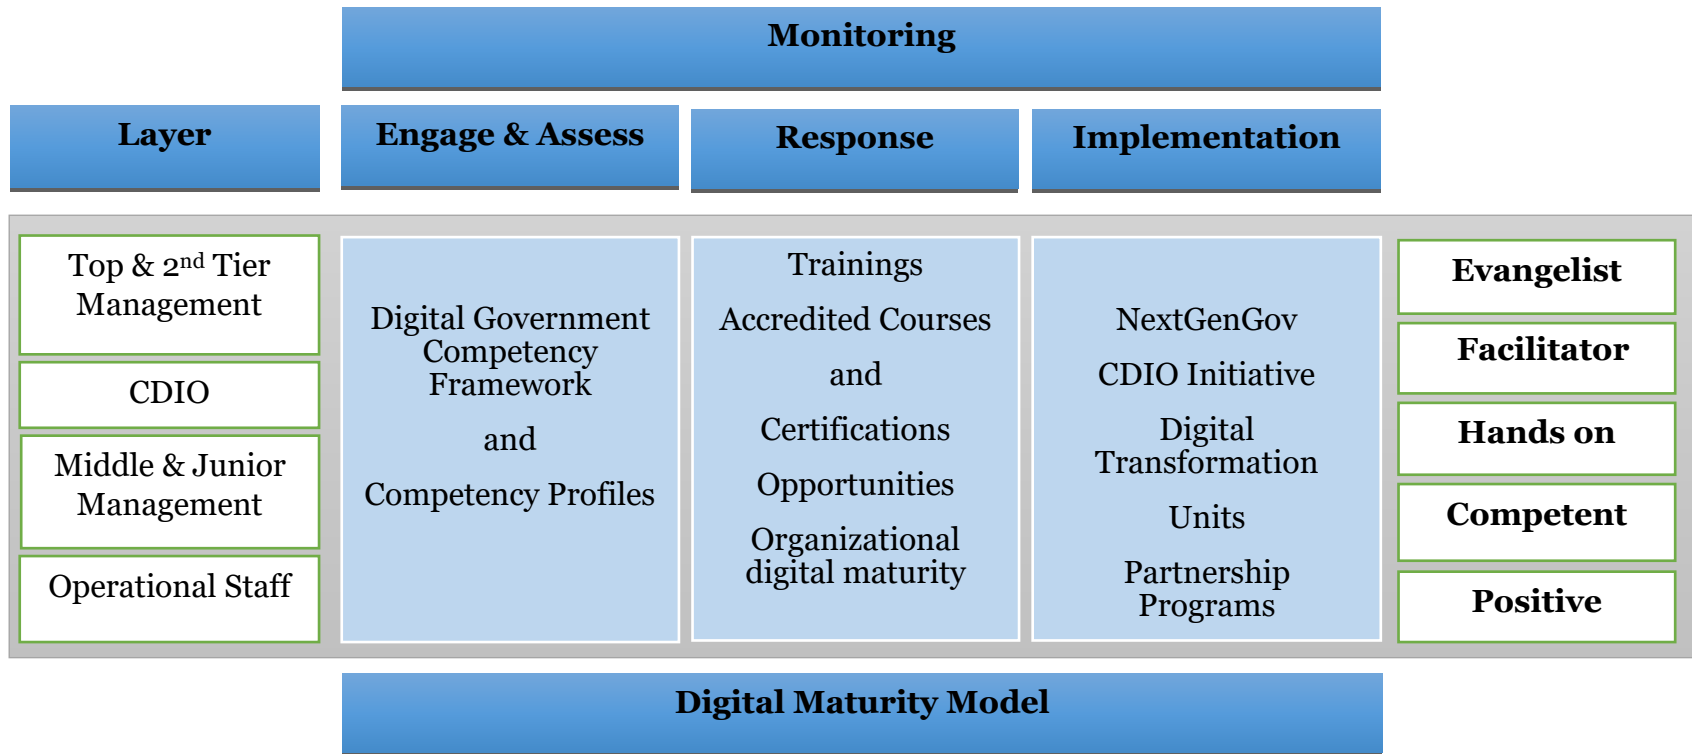 Monitoring
Layer
Engage & Assess
Response
Implementation
Top & 2nd Tier
Management
CDIO
Middle & Junior
Management
Operational Staff
Digital Government
Competency
Framework
and
Competency Profiles
Trainings
Accredited Courses
and
Certifications
Opportunities
Organizational
digital maturity
NextGenGov
CDIO Initiative
Digital
Transformation
Units
Partnership
Programs
Evangelist
Facilitator
Hands on
Competent
Positive
Digital Maturity Model